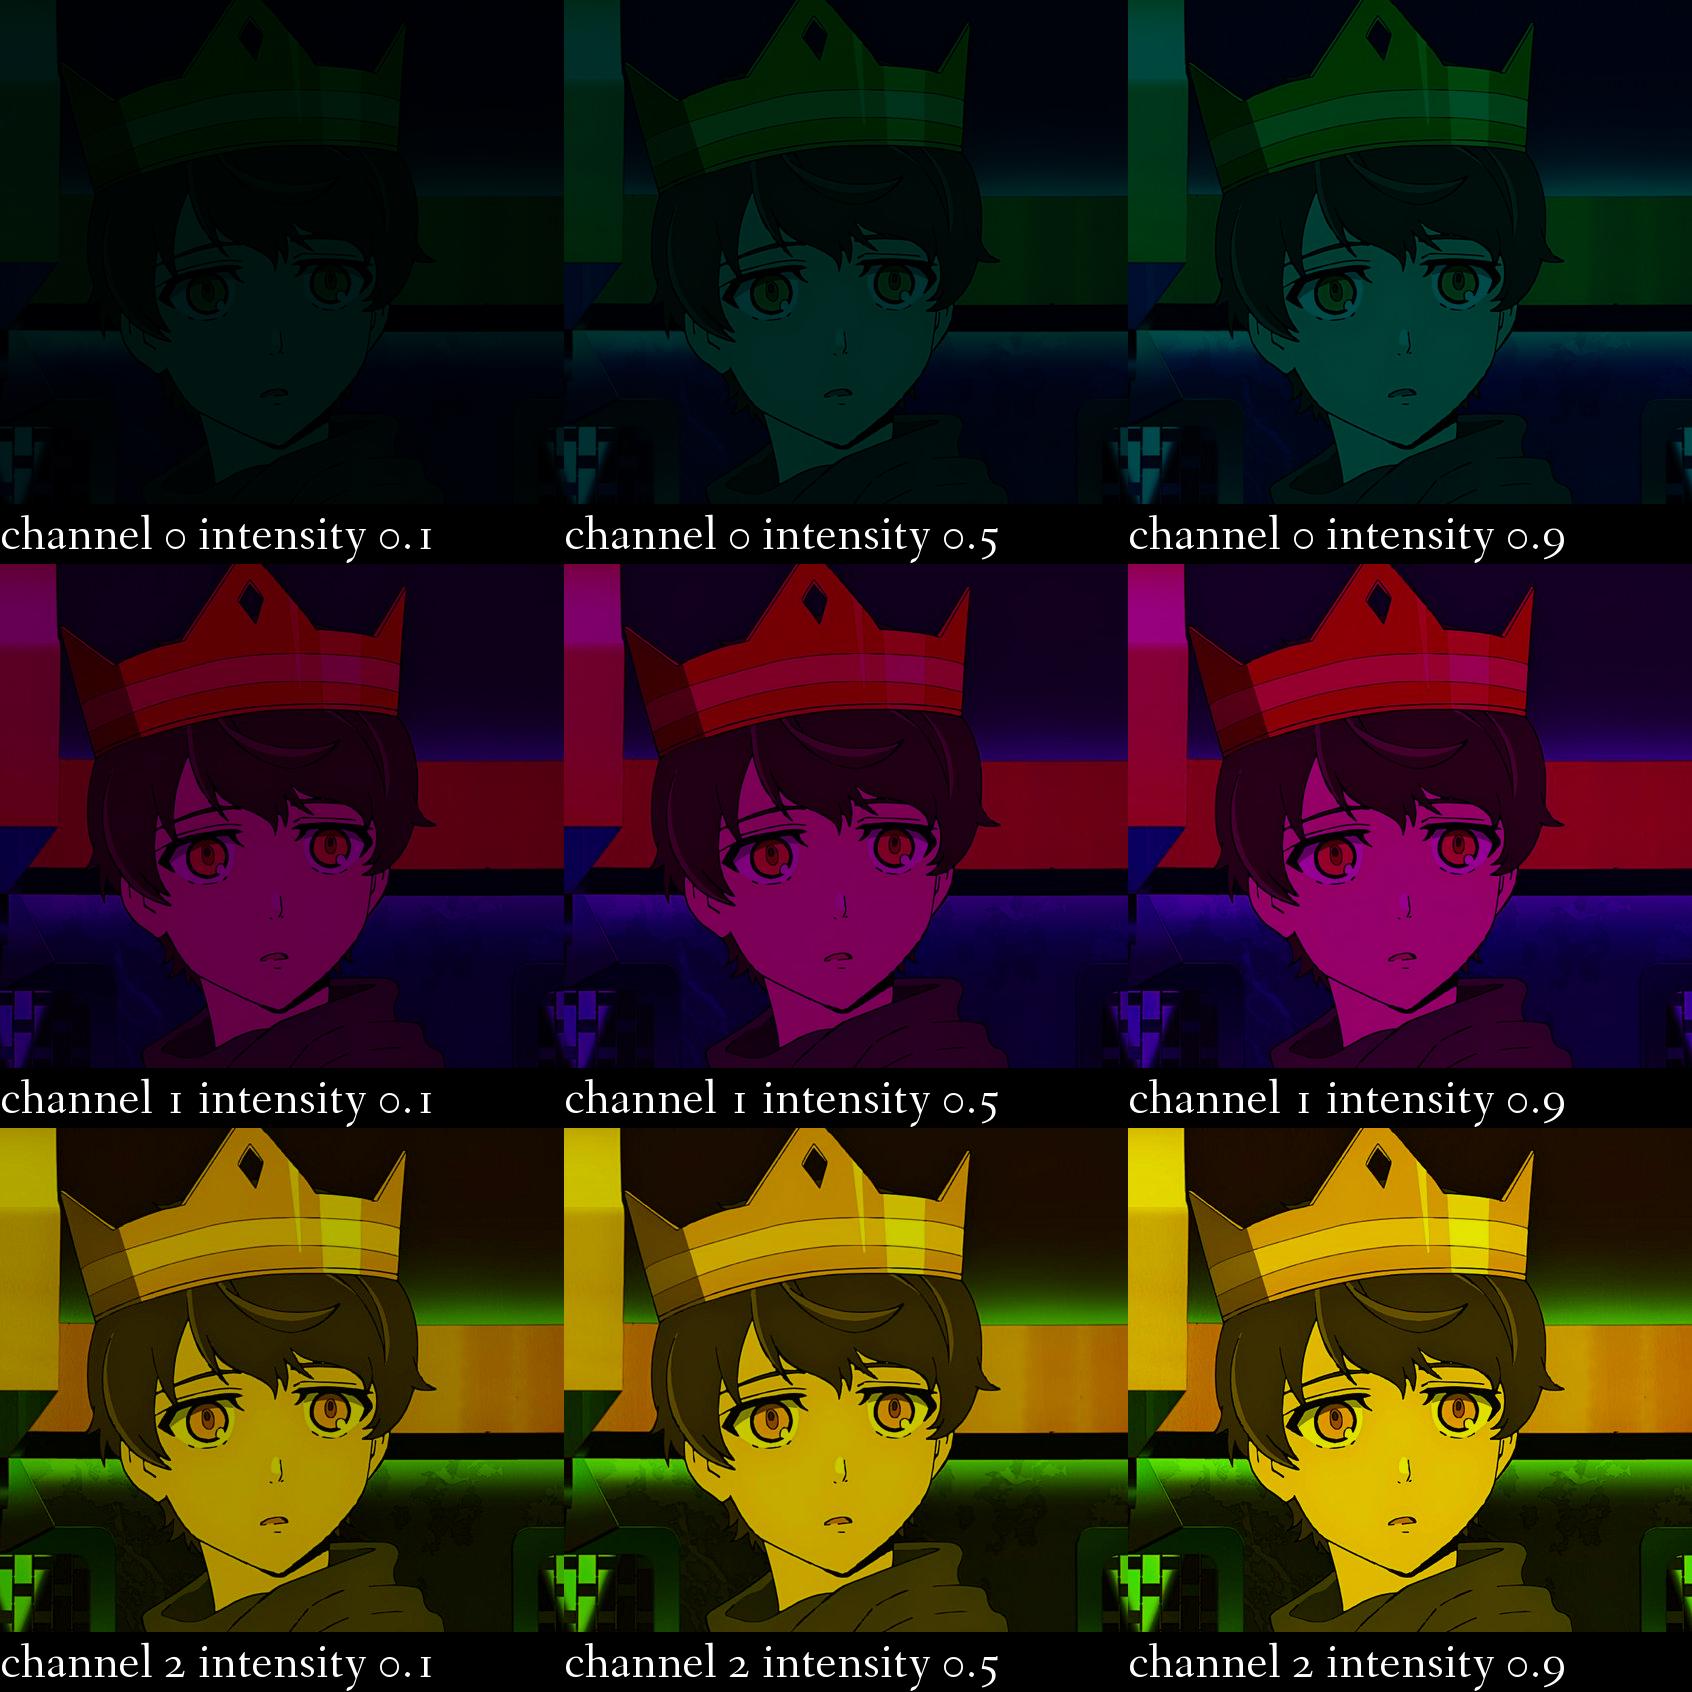 channel 0 intensity 0.1
channel 0 intensity 0.5
channel 0 intensity 0.9
channel 1 intensity 0.1
channel 1 intensity 0.5
channel 1 intensity 0.9
channel 2 intensity 0.1
channel 2 intensity 0.5
channel 2 intensity 0.9